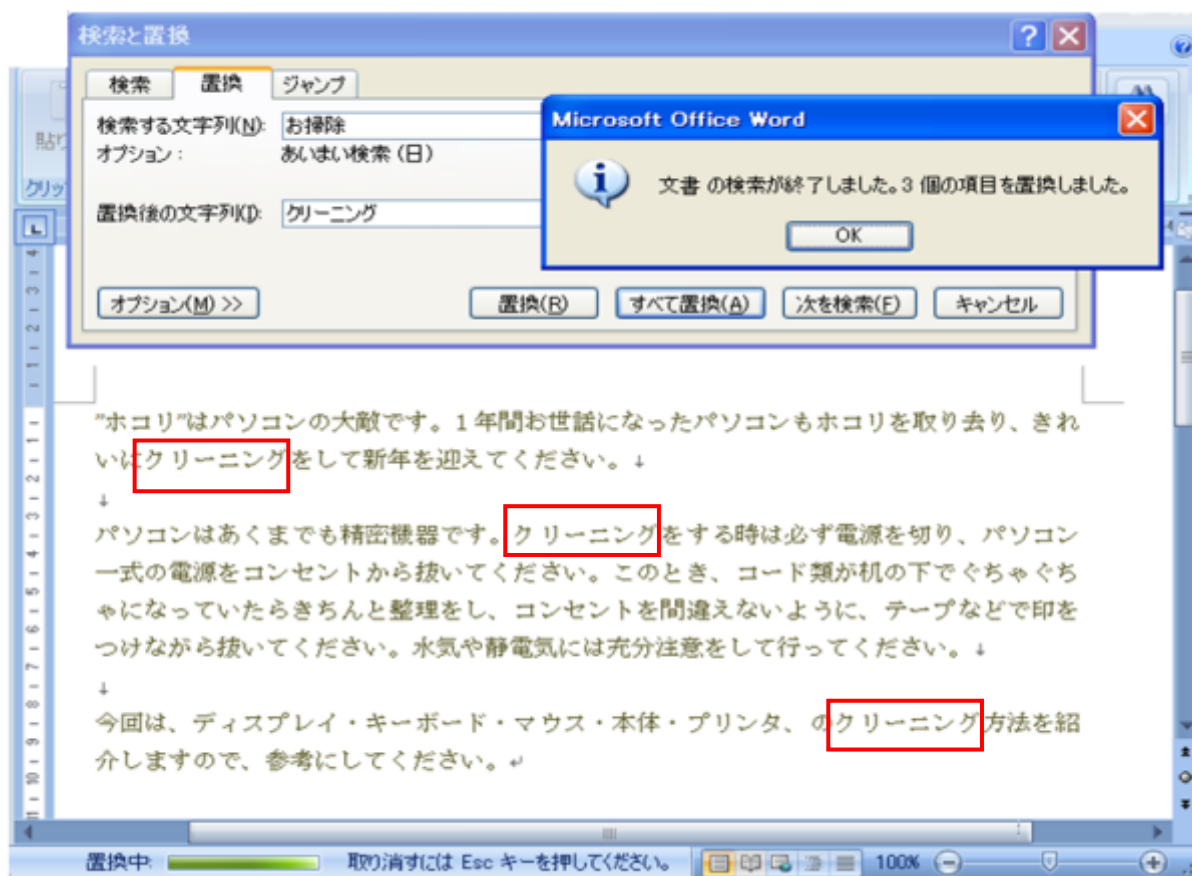 検索と置換
検索 置換 ジャンプ
検索する文字列(N): お掃除
オプション: あいまい検索 (日)
置換後の文字列(I): クリーニング
オプション(M) >> 置換(R) すべて置換(A) 次を検索(F) キャンセル
Microsoft Office Word
文書 の検索が終了しました。3 個の項目を置換しました。
OK
"ホコリ"はパソコンの大敵です。1年間お世話になったパソコンもホコリを取り去り、きれ
いにクリーニングをして新年を迎えてください。↓
↓
パソコンはあくまでも精密機器です。クリーニングをする時は必ず電源を切り、パソコン
一式の電源をコンセントから抜いてください。このとき、コード類が机の下でぐちゃぐち
ゃになっていたらきちんと整理をし、コンセントを間違えないように、テープなどで印を
つけながら抜いてください。水気や静電気には充分注意をして行ってください。↓
↓
今回は、ディスプレイ・キーボード・マウス・本体・プリンタ、のクリーニング方法を紹
介しますので、参考にしてください。↵
置換中: 取り消すには Esc キーを押してください。 100%